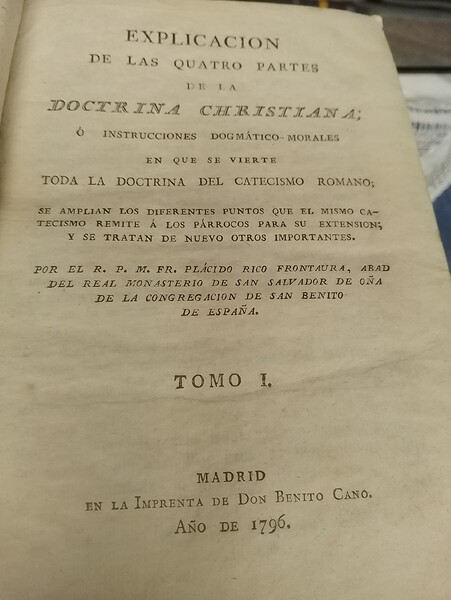 EXPLICACION
DE LAS QUATRO PARTES
DE LA
DOCTRINA CHRISTIANA;
Ò INSTRUCCIONES DOGMÁTICO-MORALES
EN QUE SE VIERTE
TODA LA DOCTRINA DEL CATECISMO ROMANO;
SE AMPLIAN LOS DIFERENTES PUNTOS QUE EL MISMO CA-
TECISMO REMITE Á LOS PÁRROCOS PARA SU EXTENSION;
Y SE TRATAN DE NUEVO OTROS IMPORTANTES.
POR EL R. P. M. FR. PLÁCIDO RICO FRONTAURA, ABAD
DEL REAL MONASTERIO DE SAN SALVADOR DE OÑA
DE LA CONGREGACION DE SAN BENITO
DE ESPAÑA.
TOMO I.
MADRID
EN LA IMPRENTA DE DON BENITO CANO.
AÑO DE 1796.